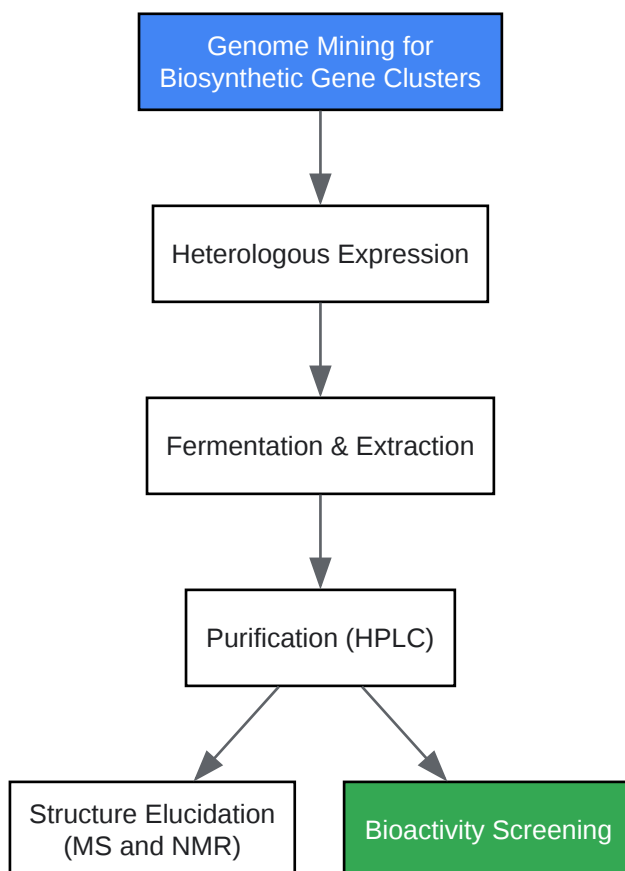 Genome Mining for
Biosynthetic Gene Clusters
Heterologous Expression
Fermentation & Extraction
Purification (HPLC)
Structure Elucidation
(MS and NMR)
Bioactivity Screening